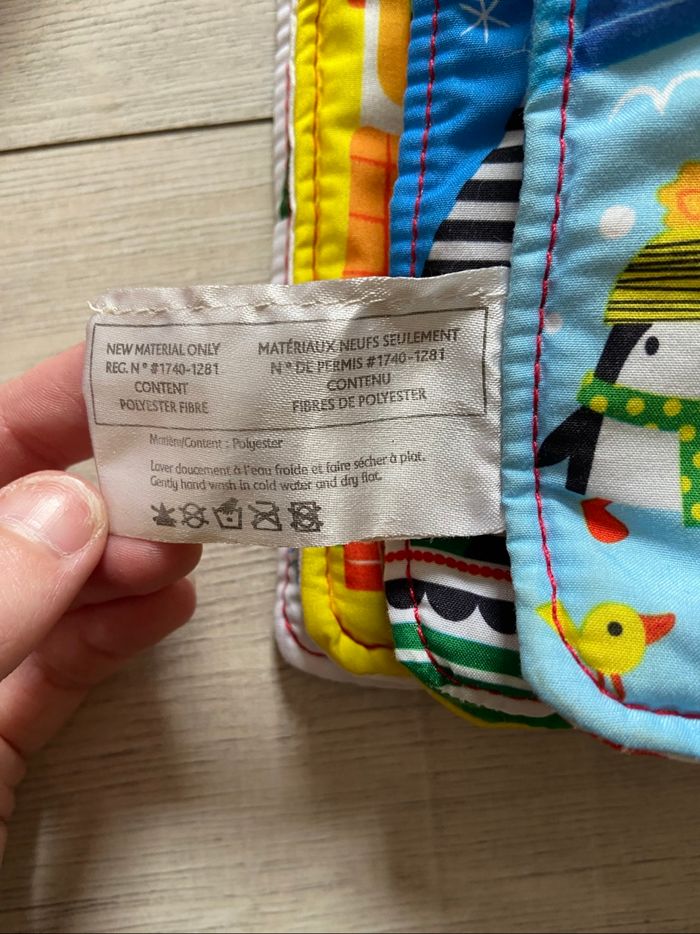 NEW MATERIAL ONLY
REG. Nº #1740-1281
CONTENT
POLYESTER FIBRE
MATÉRIAUX NEUFS SEULEMENT
Nº DE PERMIS #1740-1281
CONTENU
FIBRES DE POLYESTER
Matière/Content : Polyester
Laver doucement à l'eau froide et faire sécher à plat.
Gently hand wash in cold water and dry flat.